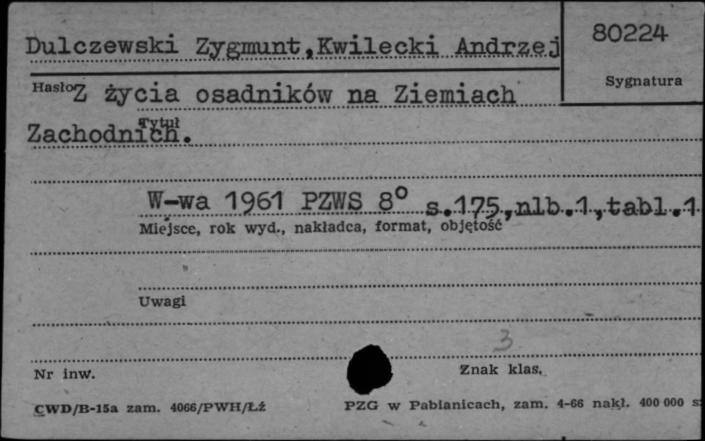 Dulczewski Zygmunt,Kwilecki Andrzej
80224
Sygnatura
Hasło
Z życia osadników na Ziemiach
Tytuł
Zachodnich.
W-wa 1961 PZWS 8° s.175,nlb.1,tabl.1
Miejsce, rok wyd., nakładca, format, objętość
Uwagi
3
Nr inw.
Znak klas.
CWD/B-15a zam. 4066/PWH/Łź
PZG w Pabianicach, zam. 4-66 nakł. 400 000 s